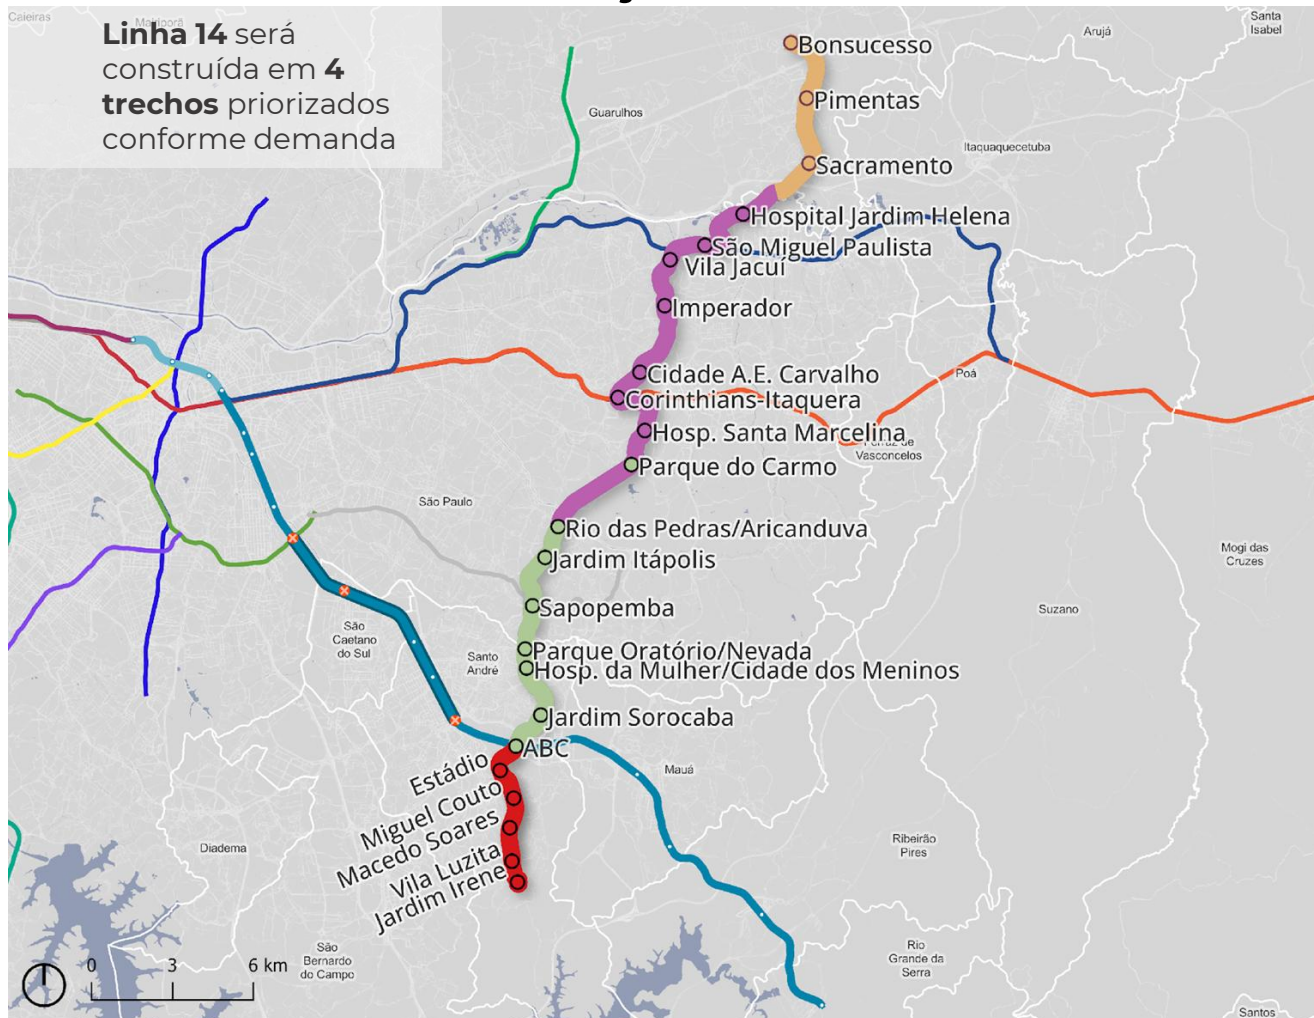 Caieiras
Mairiporã
Linha 14 será
construída em 4
trechos priorizados
conforme demanda
Santa
Isabel
Arujá
Bonsucesso
Pimentas
Guarulhos
Itaquaquecetuba
Sacramento
Hospital Jardim Helena
São Miguel Paulista
Vila Jacuí
Imperador
Cidade A.E. Carvalho
Poá
Corinthians-Itaquera
Hosp. Santa Marcelina
Ferraz de
Vasconcelos
Parque do Carmo
São Paulo
Rio das Pedras/Aricanduva
Jardim Itápolis
Mogi das
Cruzes
Sapopemba
Suzano
São
Caetano
do Sul
Santo
André
Parque Oratório/Nevada
Hosp. da Mulher/Cidade dos Meninos
Jardim Sorocaba
ABC
Estádio
Mauá
Miguel Couto
Macedo Soares
Vila Luzita
Jardim Irene
Diadema
Ribeirão
Pires
São
Bernardo
do Campo
Rio
Grande da
Serra
0 3 6 km
Santos